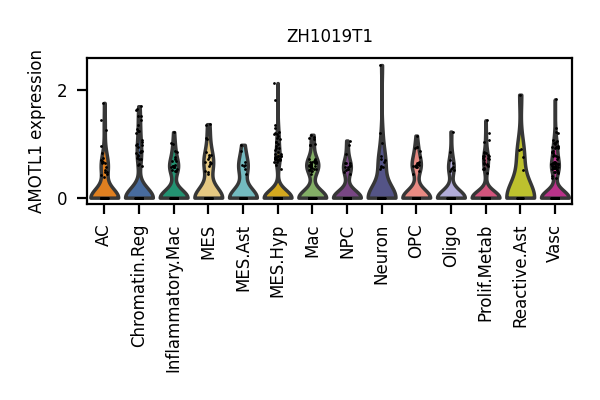 ZH1019T1
AMOTL1 expression
2
0
AC
Chromatin.Reg
Inflammatory.Mac
MES
MES.Ast
MES.Hyp
Mac
NPC
Neuron
OPC
Oligo
Prolif.Metab
Reactive.Ast
Vasc